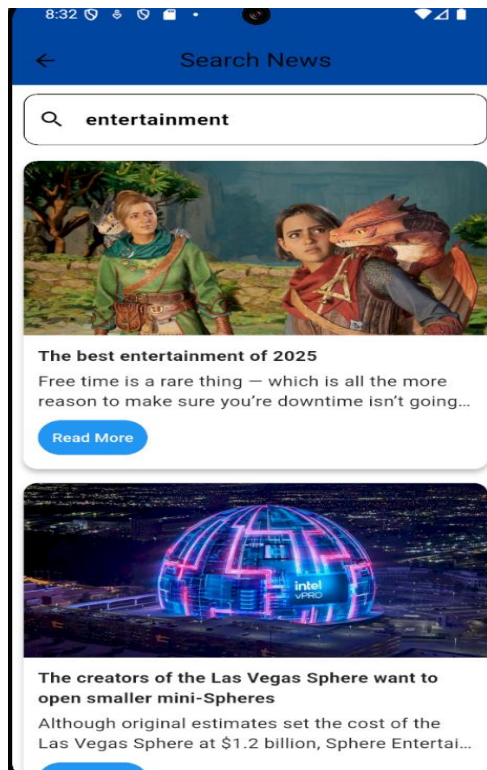 8:32
Search News
entertainment
The best entertainment of 2025
Free time is a rare thing — which is all the more
reason to make sure you're downtime isn't going...
Read More
intel
vPRO
The creators of the Las Vegas Sphere want to
open smaller mini-Spheres
Although original estimates set the cost of the
Las Vegas Sphere at $1.2 billion, Sphere Entertai...